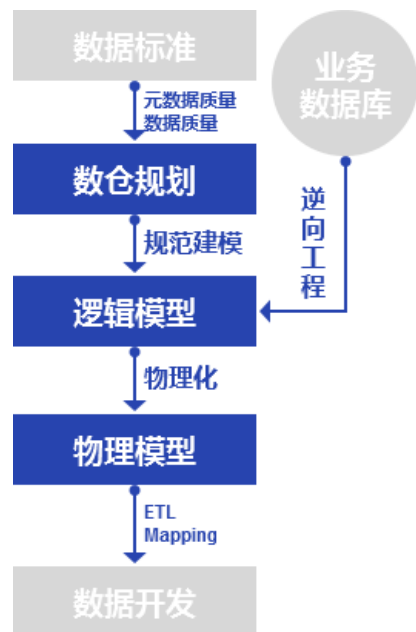 数据标准
业务
数据库
元数据质量
数据质量
数仓规划
逆向工程
规范建模
逻辑模型
物理化
物理模型
ETL
Mapping
数据开发